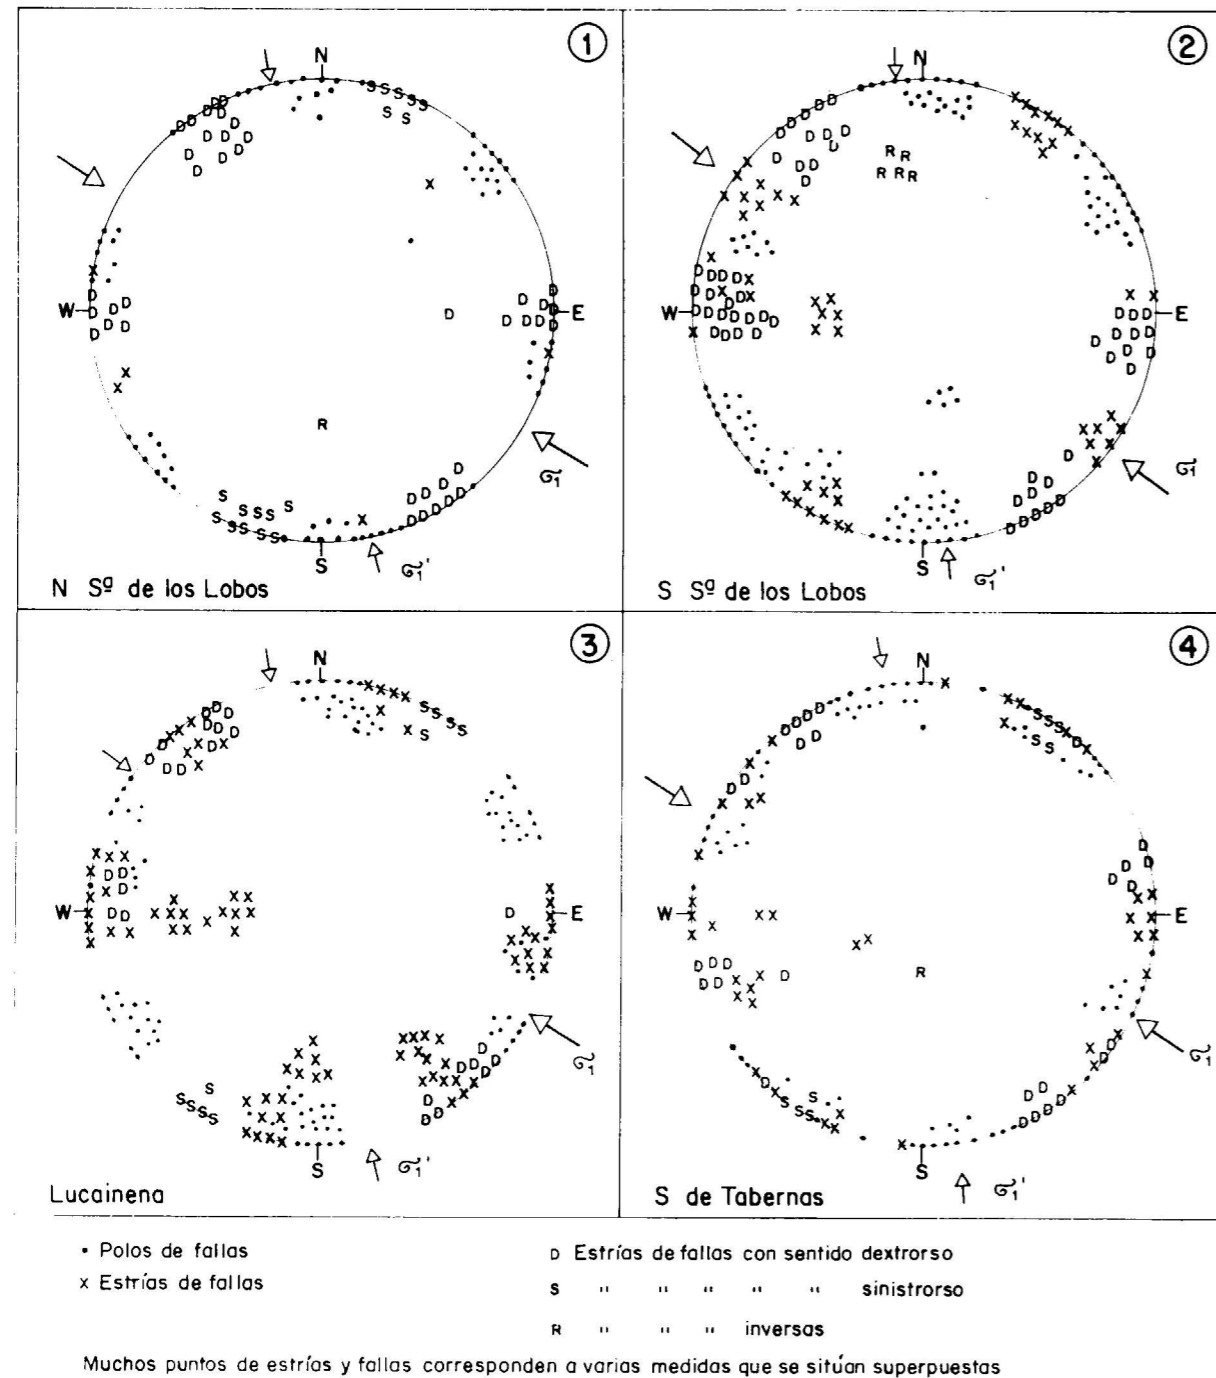 1
N
W
E
S
σ1
σ1'
N Sª de los Lobos
2
N
W
E
S
σ1
σ1'
S Sª de los Lobos
3
N
W
E
S
σ1
σ1'
Lucainena
4
N
W
E
S
σ1
σ1'
S de Tabernas
• Polos de fallas
x Estrías de fallas
D Estrías de fallas con sentido dextrorso
S " " " " " sinistrorso
R " " " inversas
Muchos puntos de estrías y fallas corresponden a varias medidas que se sitúan superpuestas